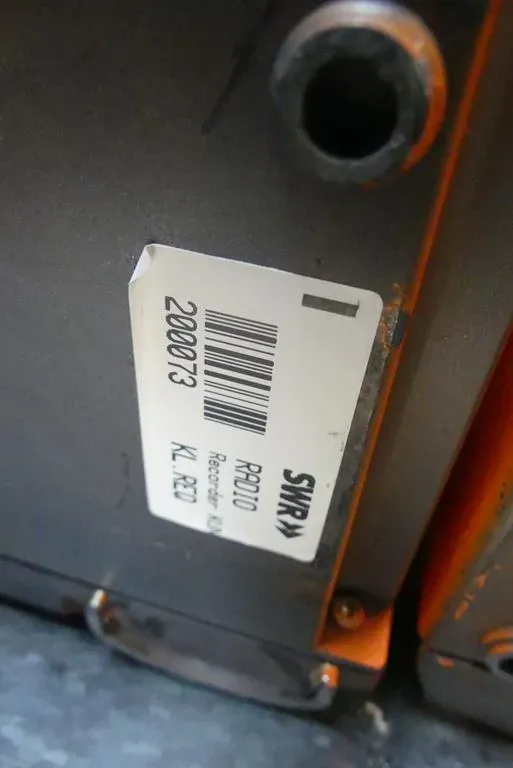 SWR»
RADIO
Recorder
200073 KL.RED